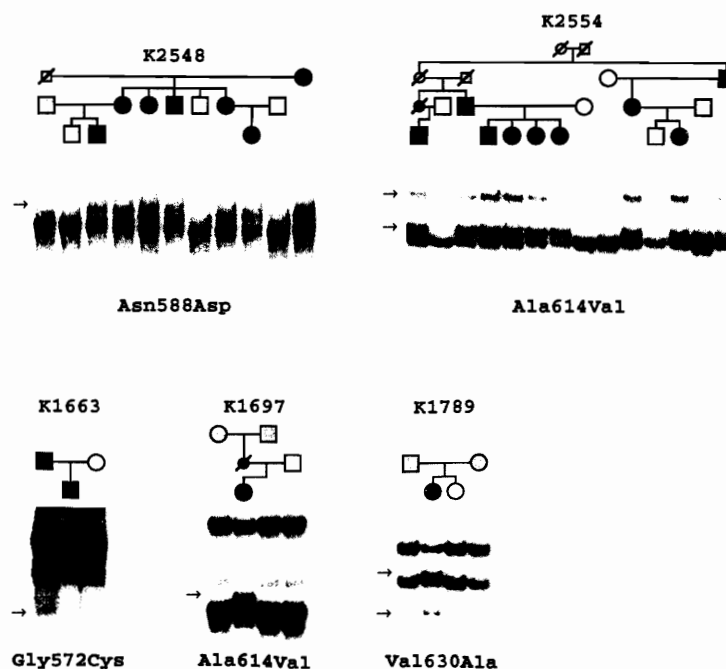 K2548
K2554
Asn588Asp
Ala614Val
K1663
K1697
K1789
Gly572Cys
Ala614Val
Val630Ala